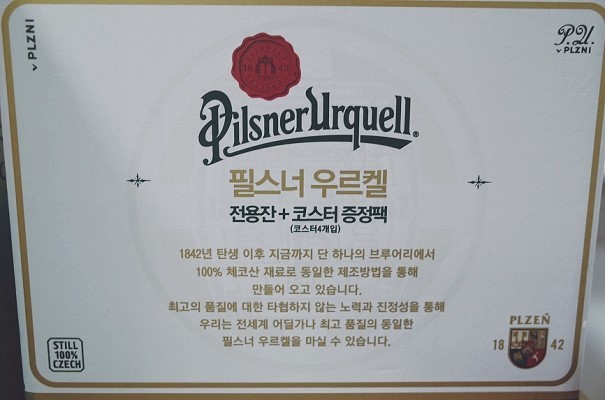 v PLZNI
P.U.
v PLZNI
1842
Pilsner Urquell®
필스너 우르켈
전용잔 + 코스터 증정팩
(코스터4개입)
1842년 탄생 이후 지금까지 단 하나의 브루어리에서
100% 체코산 재료로 동일한 제조방법을 통해
만들어 오고 있습니다.
최고의 품질에 대한 타협하지 않는 노력과 진정성을 통해
우리는 전세계 어딜가나 최고 품질의 동일한
필스너 우르켈을 마실 수 있습니다.
STILL
100%
CZECH
PLZEŇ
18 42